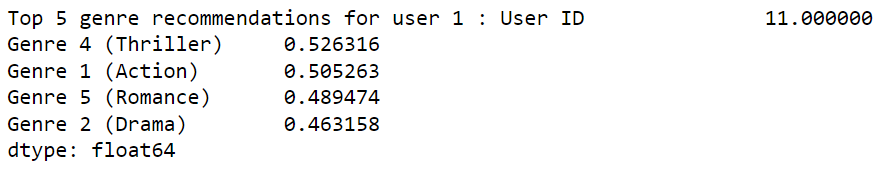 Top 5 genre recommendations for user 1 : User ID              11.000000
Genre 4 (Thriller)     0.526316
Genre 1 (Action)       0.505263
Genre 5 (Romance)      0.489474
Genre 2 (Drama)        0.463158
dtype: float64